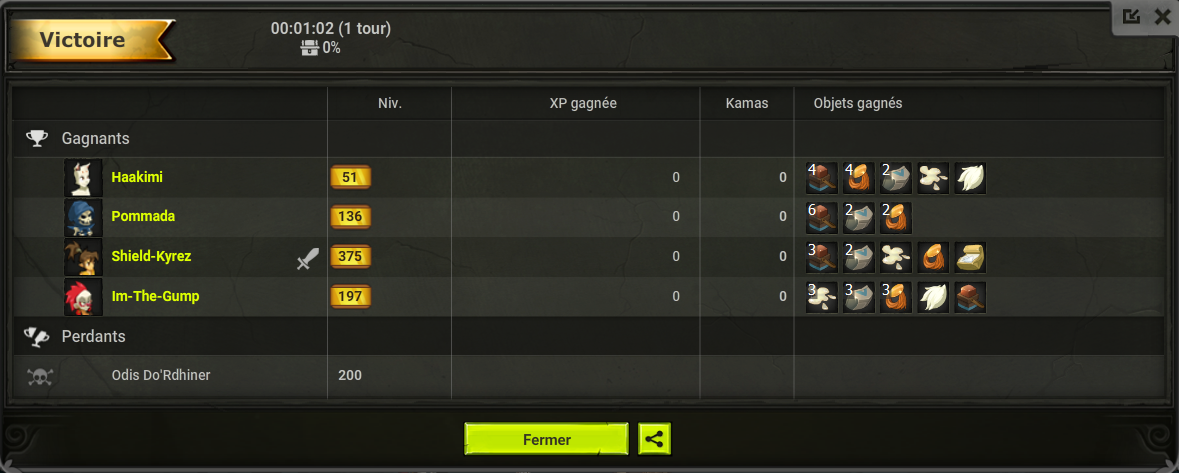 Victoire
00:01:02 (1 tour)
0%
Niv. XP gagnée Kamas Objets gagnés
Gagnants
Haakimi 51 0 0 4 4 2
Pommada 136 0 0 6 2 2
Shield-Kyrez 375 0 0 3 2
Im-The-Gump 197 0 0 3 3 3
Perdants
Odis Do'Rdhiner 200
Fermer